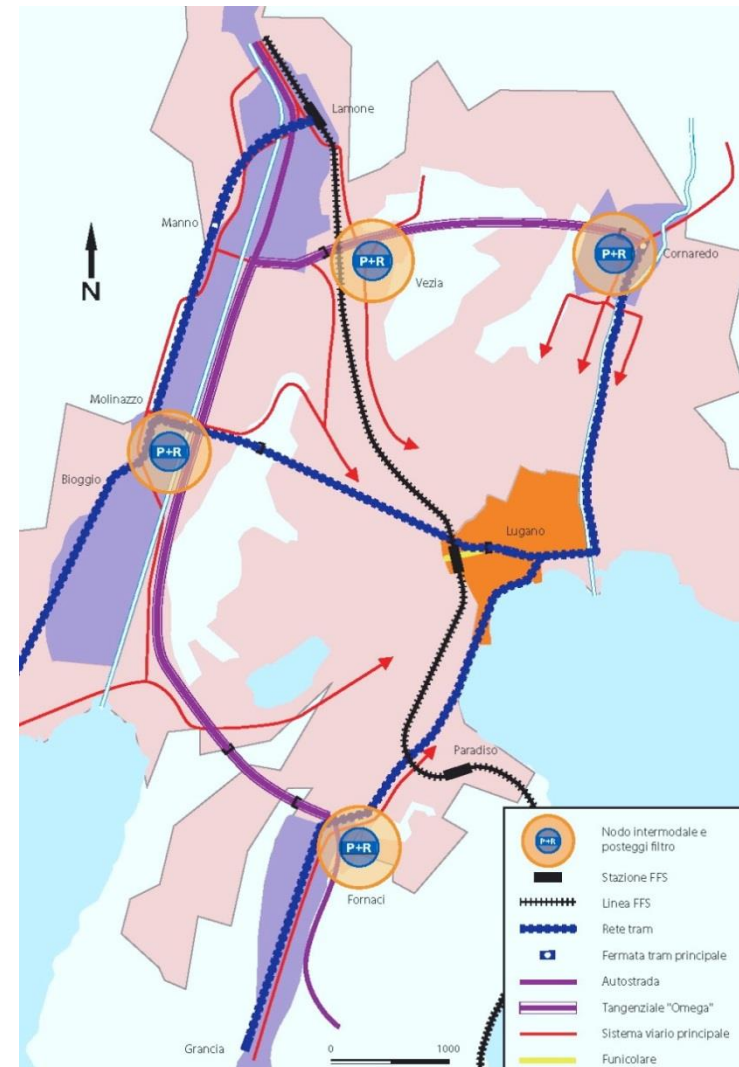 Lamone
Manno
P+R
P+R
Cornaredo
Vezia
N
Molinazzo
P+R
Bioggio
Lugano
Paradiso
P+R
Fornaci
Grancia
0 1000
P+R
Nodo intermodale e
posteggi filtro
Stazione FFS
Linea FFS
Rete tram
Fermata tram principale
Autostrada
Tangenziale "Omega"
Sistema viario principale
Funicolare